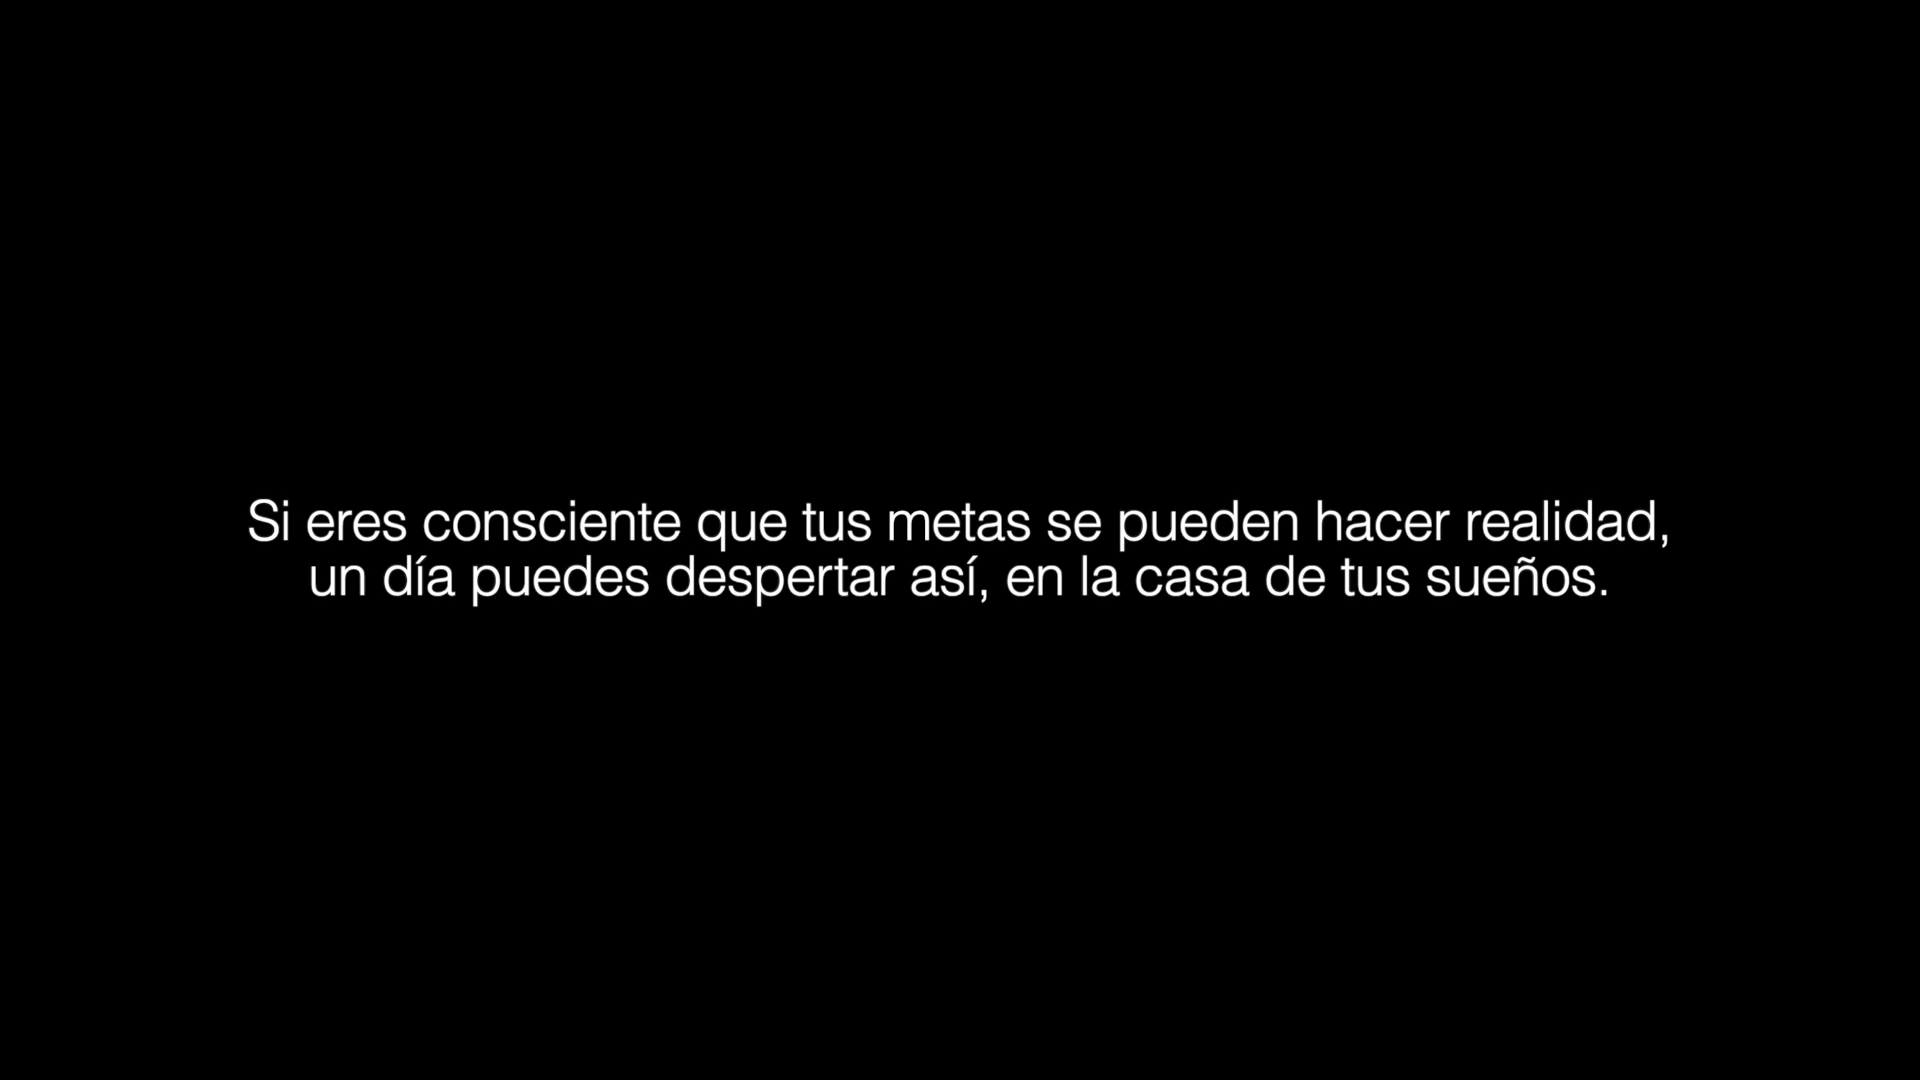 Si eres consciente que tus metas se pueden hacer realidad,
un día puedes despertar así, en la casa de tus sueños.